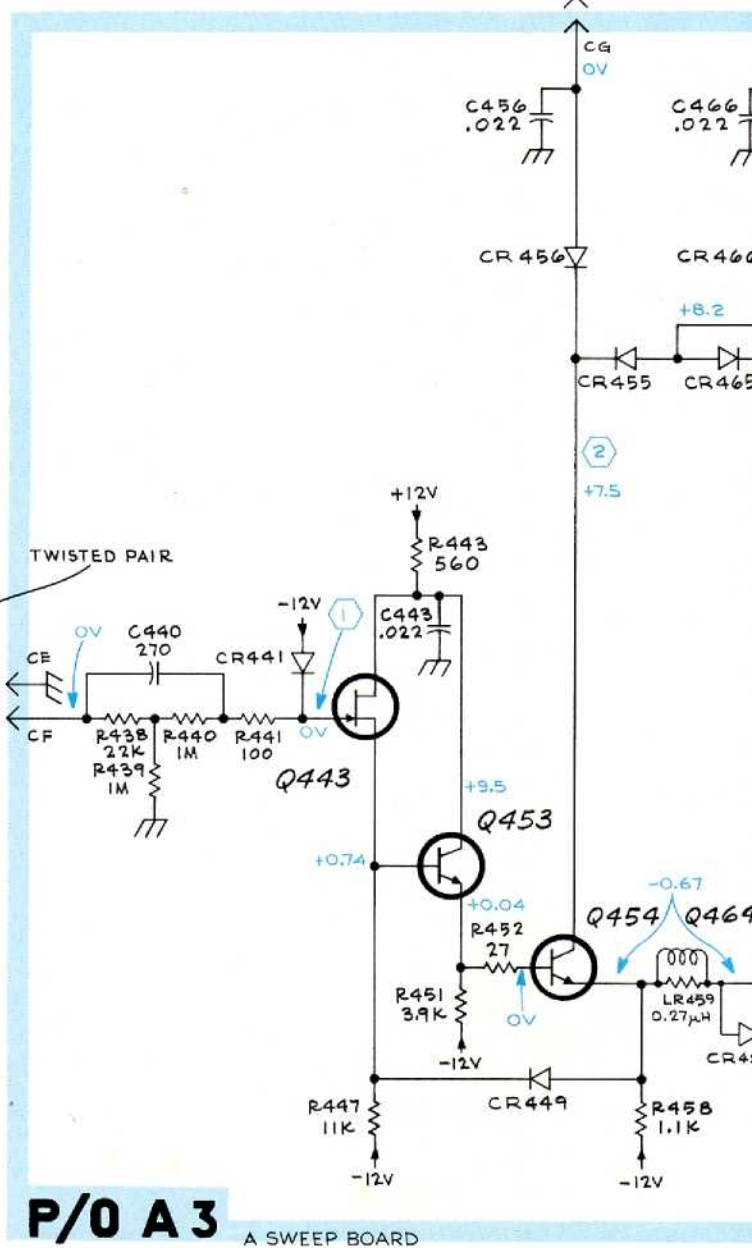 CG
0V
C456
.022
C466
.022
CR456
CR466
+8.2
CR455
CR465
2
+7.5
+12V
R443
560
TWISTED PAIR
-12V
1
C443
.022
0V
C440
270
CR441
CE
CF
R438
22K
R440
1M
R441
100
0V
R439
1M
Q443
+9.5
Q453
+0.74
+0.04
R452
27
-0.67
Q454
Q464
R451
3.9K
0V
LR459
0.27µH
-12V
CR449
R447
11K
R458
1.1K
-12V
-12V
P/O A3
A SWEEP BOARD